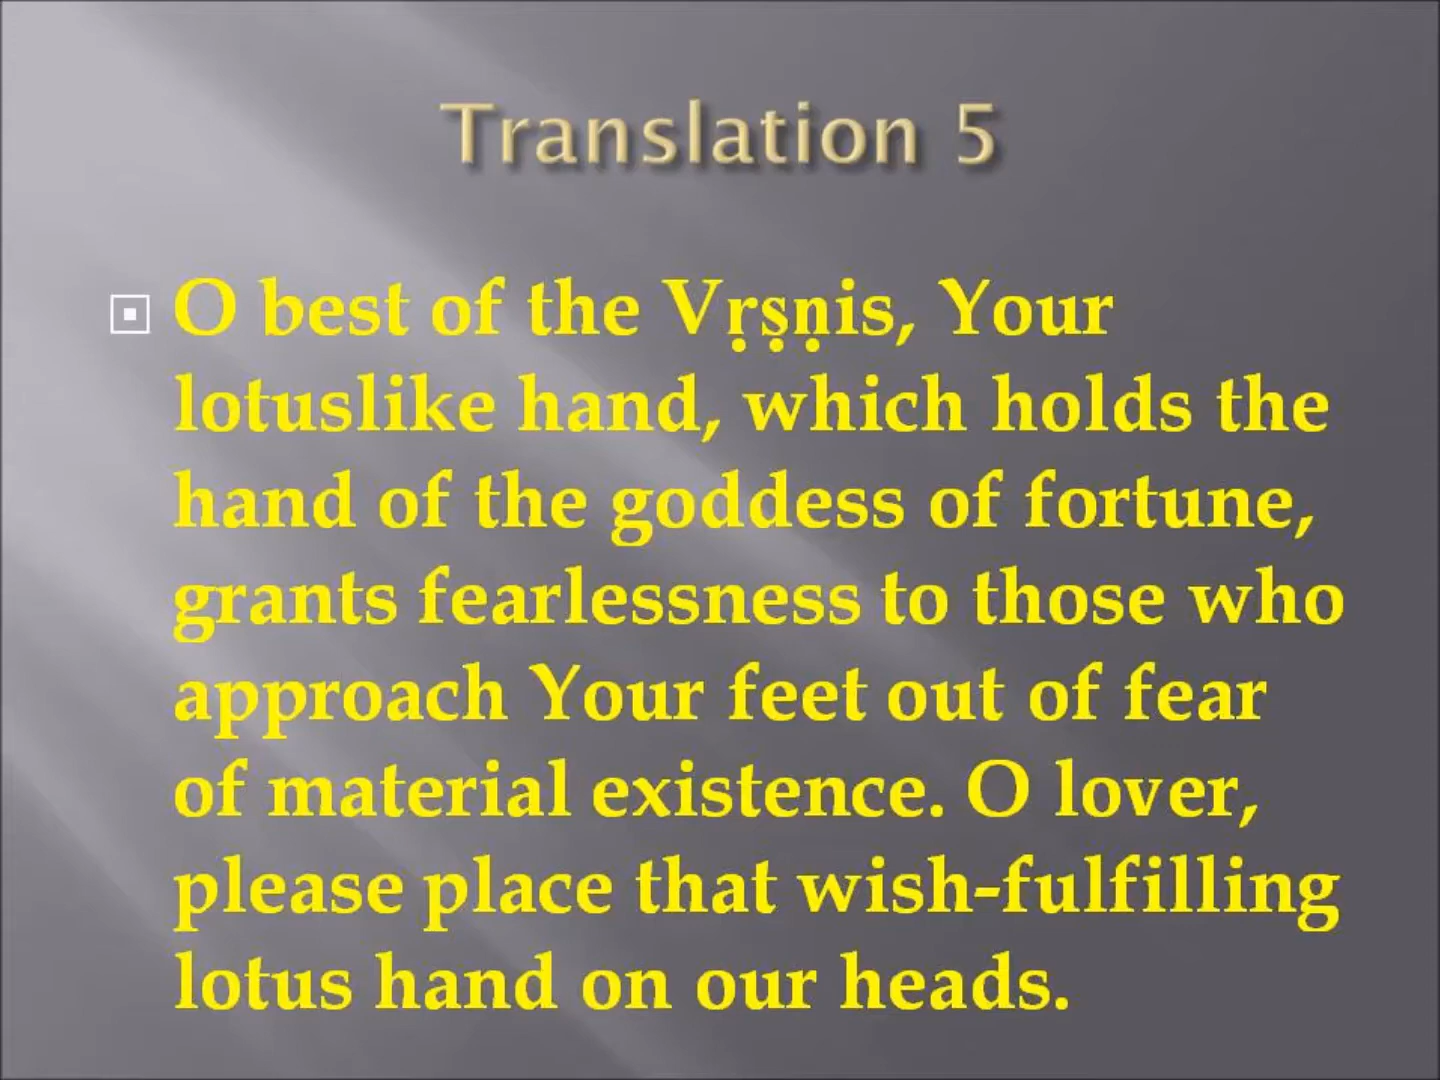 Translation 5
O best of the Vṛṣṇis, Your
lotuslike hand, which holds the
hand of the goddess of fortune,
grants fearlessness to those who
approach Your feet out of fear
of material existence. O lover,
please place that wish-fulfilling
lotus hand on our heads.